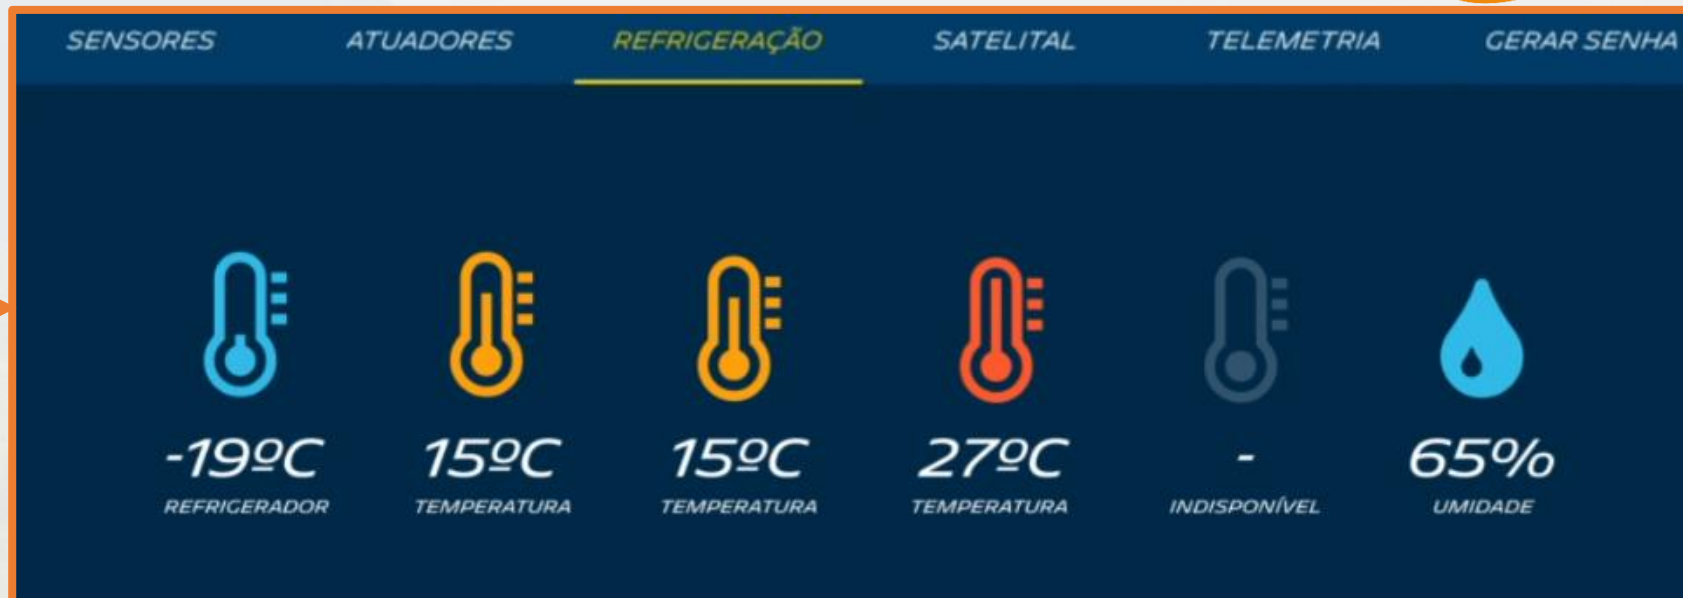 SENSORES ATUADORES REFRIGERAÇÃO SATELITAL TELEMETRIA GERAR SENHA
-19ºC 15ºC 15ºC 27ºC - 65%
REFRIGERADOR TEMPERATURA TEMPERATURA TEMPERATURA INDISPONÍVEL UMIDADE